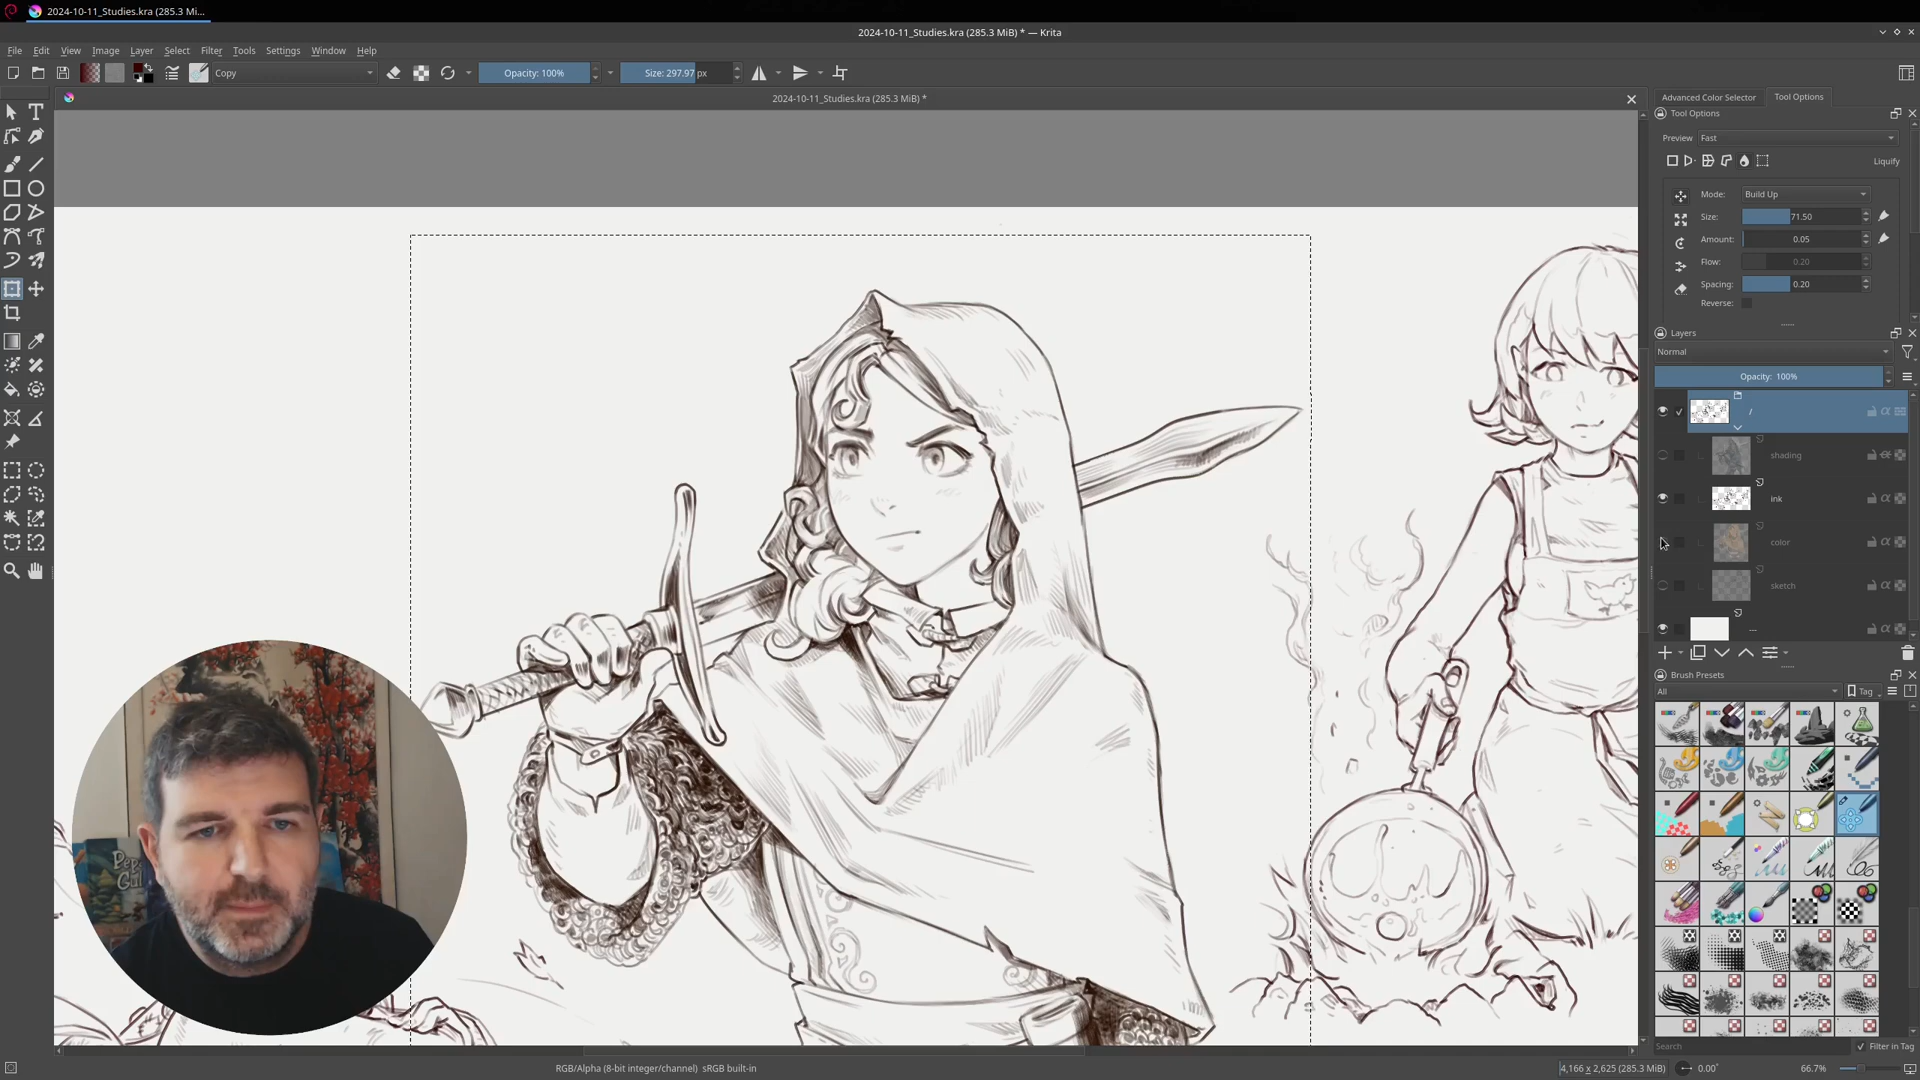 2024-10-11_Studies.kra (285.3 Mi...
2024-10-11_Studies.kra (285.3 MiB) * — Krita
File Edit View Image Layer Select Filter Tools Settings Window Help
Copy
Opacity: 100%
Size: 297.97 px
2024-10-11_Studies.kra (285.3 MiB) *
Advanced Color Selector
Tool Options
Tool Options
Preview Fast
Liquify
Mode: Build Up
Size: 71.50
Amount: 0.05
Flow: 0.20
Spacing: 0.20
Reverse:
Layers
Normal
Opacity: 100%
/
shading
ink
color
sketch
Brush Presets
All
Tag
Search
Filter in Tag
RGB/Alpha (8-bit integer/channel) sRGB built-in
4,166 x 2,625 (285.3 MiB)
0.00°
66.7%